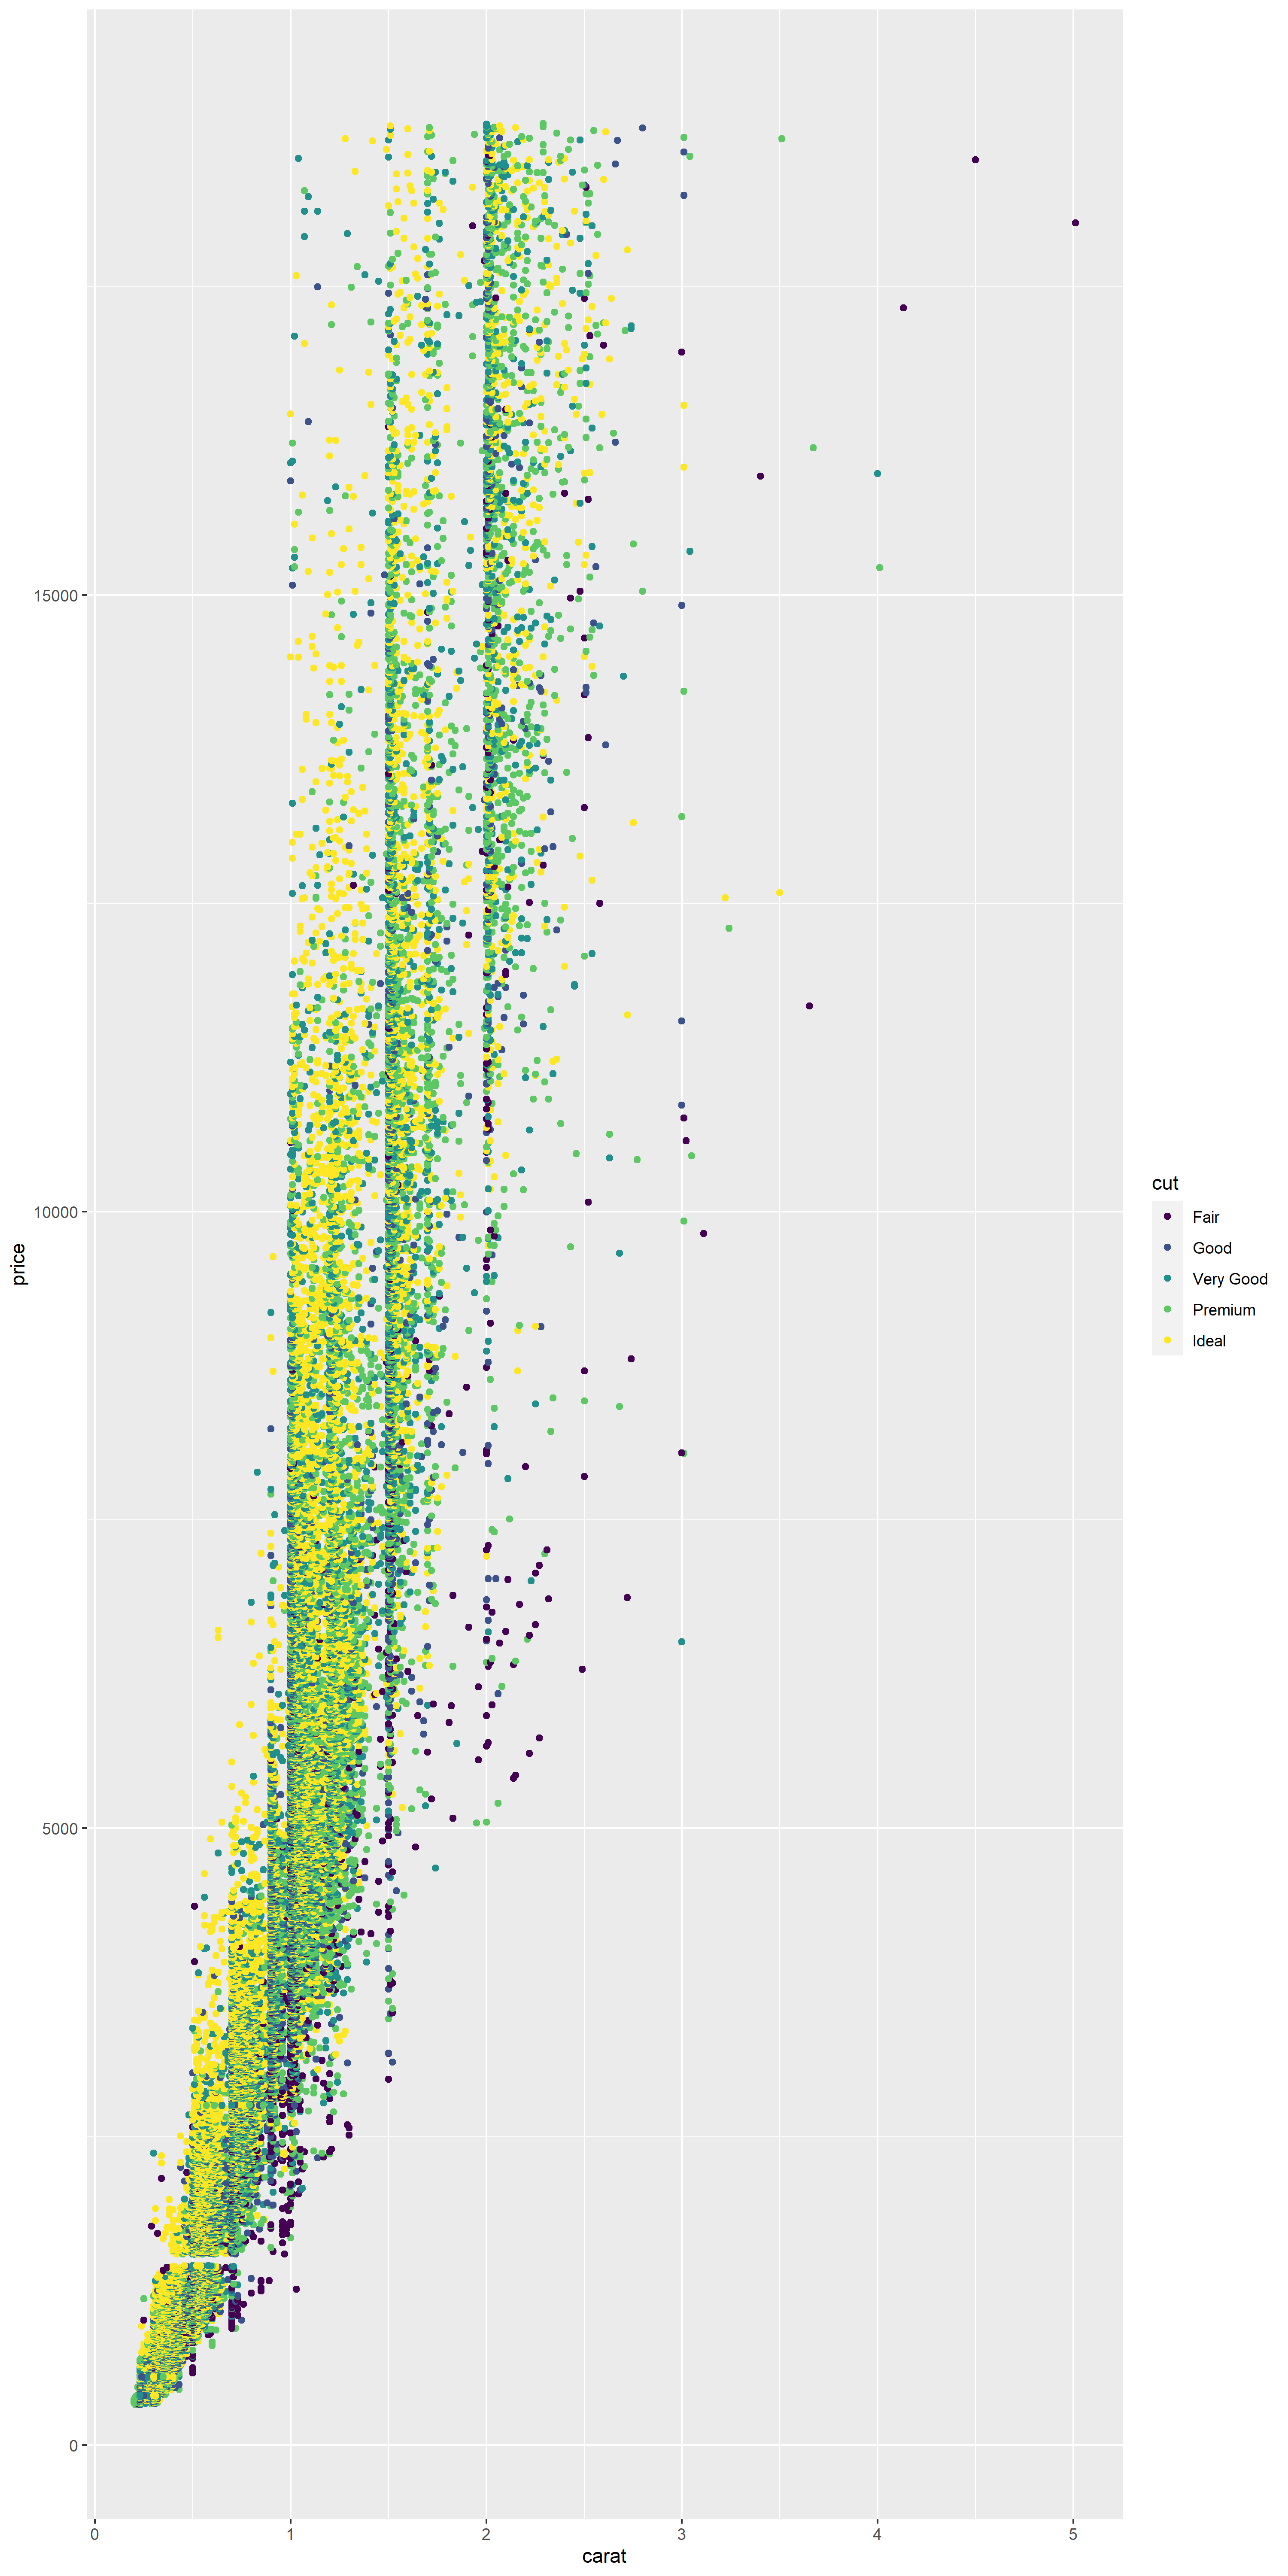 price
15000
10000
5000
0
0 1 2 3 4 5
carat
cut
Fair
Good
Very Good
Premium
Ideal